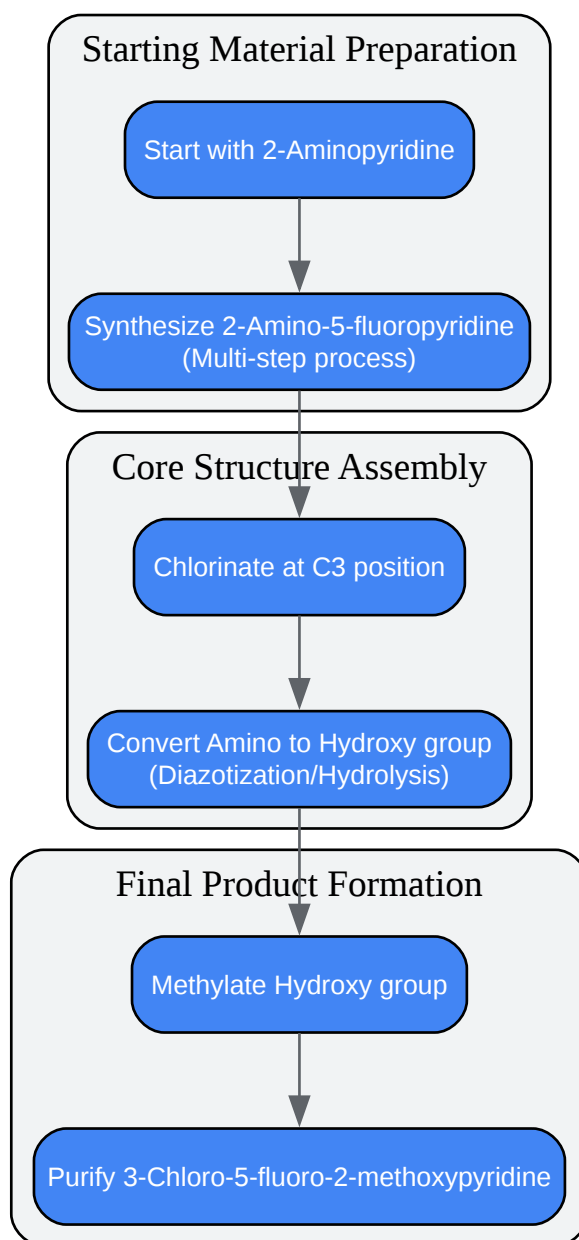 Starting Material Preparation
Start with 2-Aminopyridine
Synthesize 2-Amino-5-fluoropyridine
(Multi-step process)
Core Structure Assembly
Chlorinate at C3 position
Convert Amino to Hydroxy group
(Diazotization/Hydrolysis)
Final Product Formation
Methylate Hydroxy group
Purify 3-Chloro-5-fluoro-2-methoxypyridine